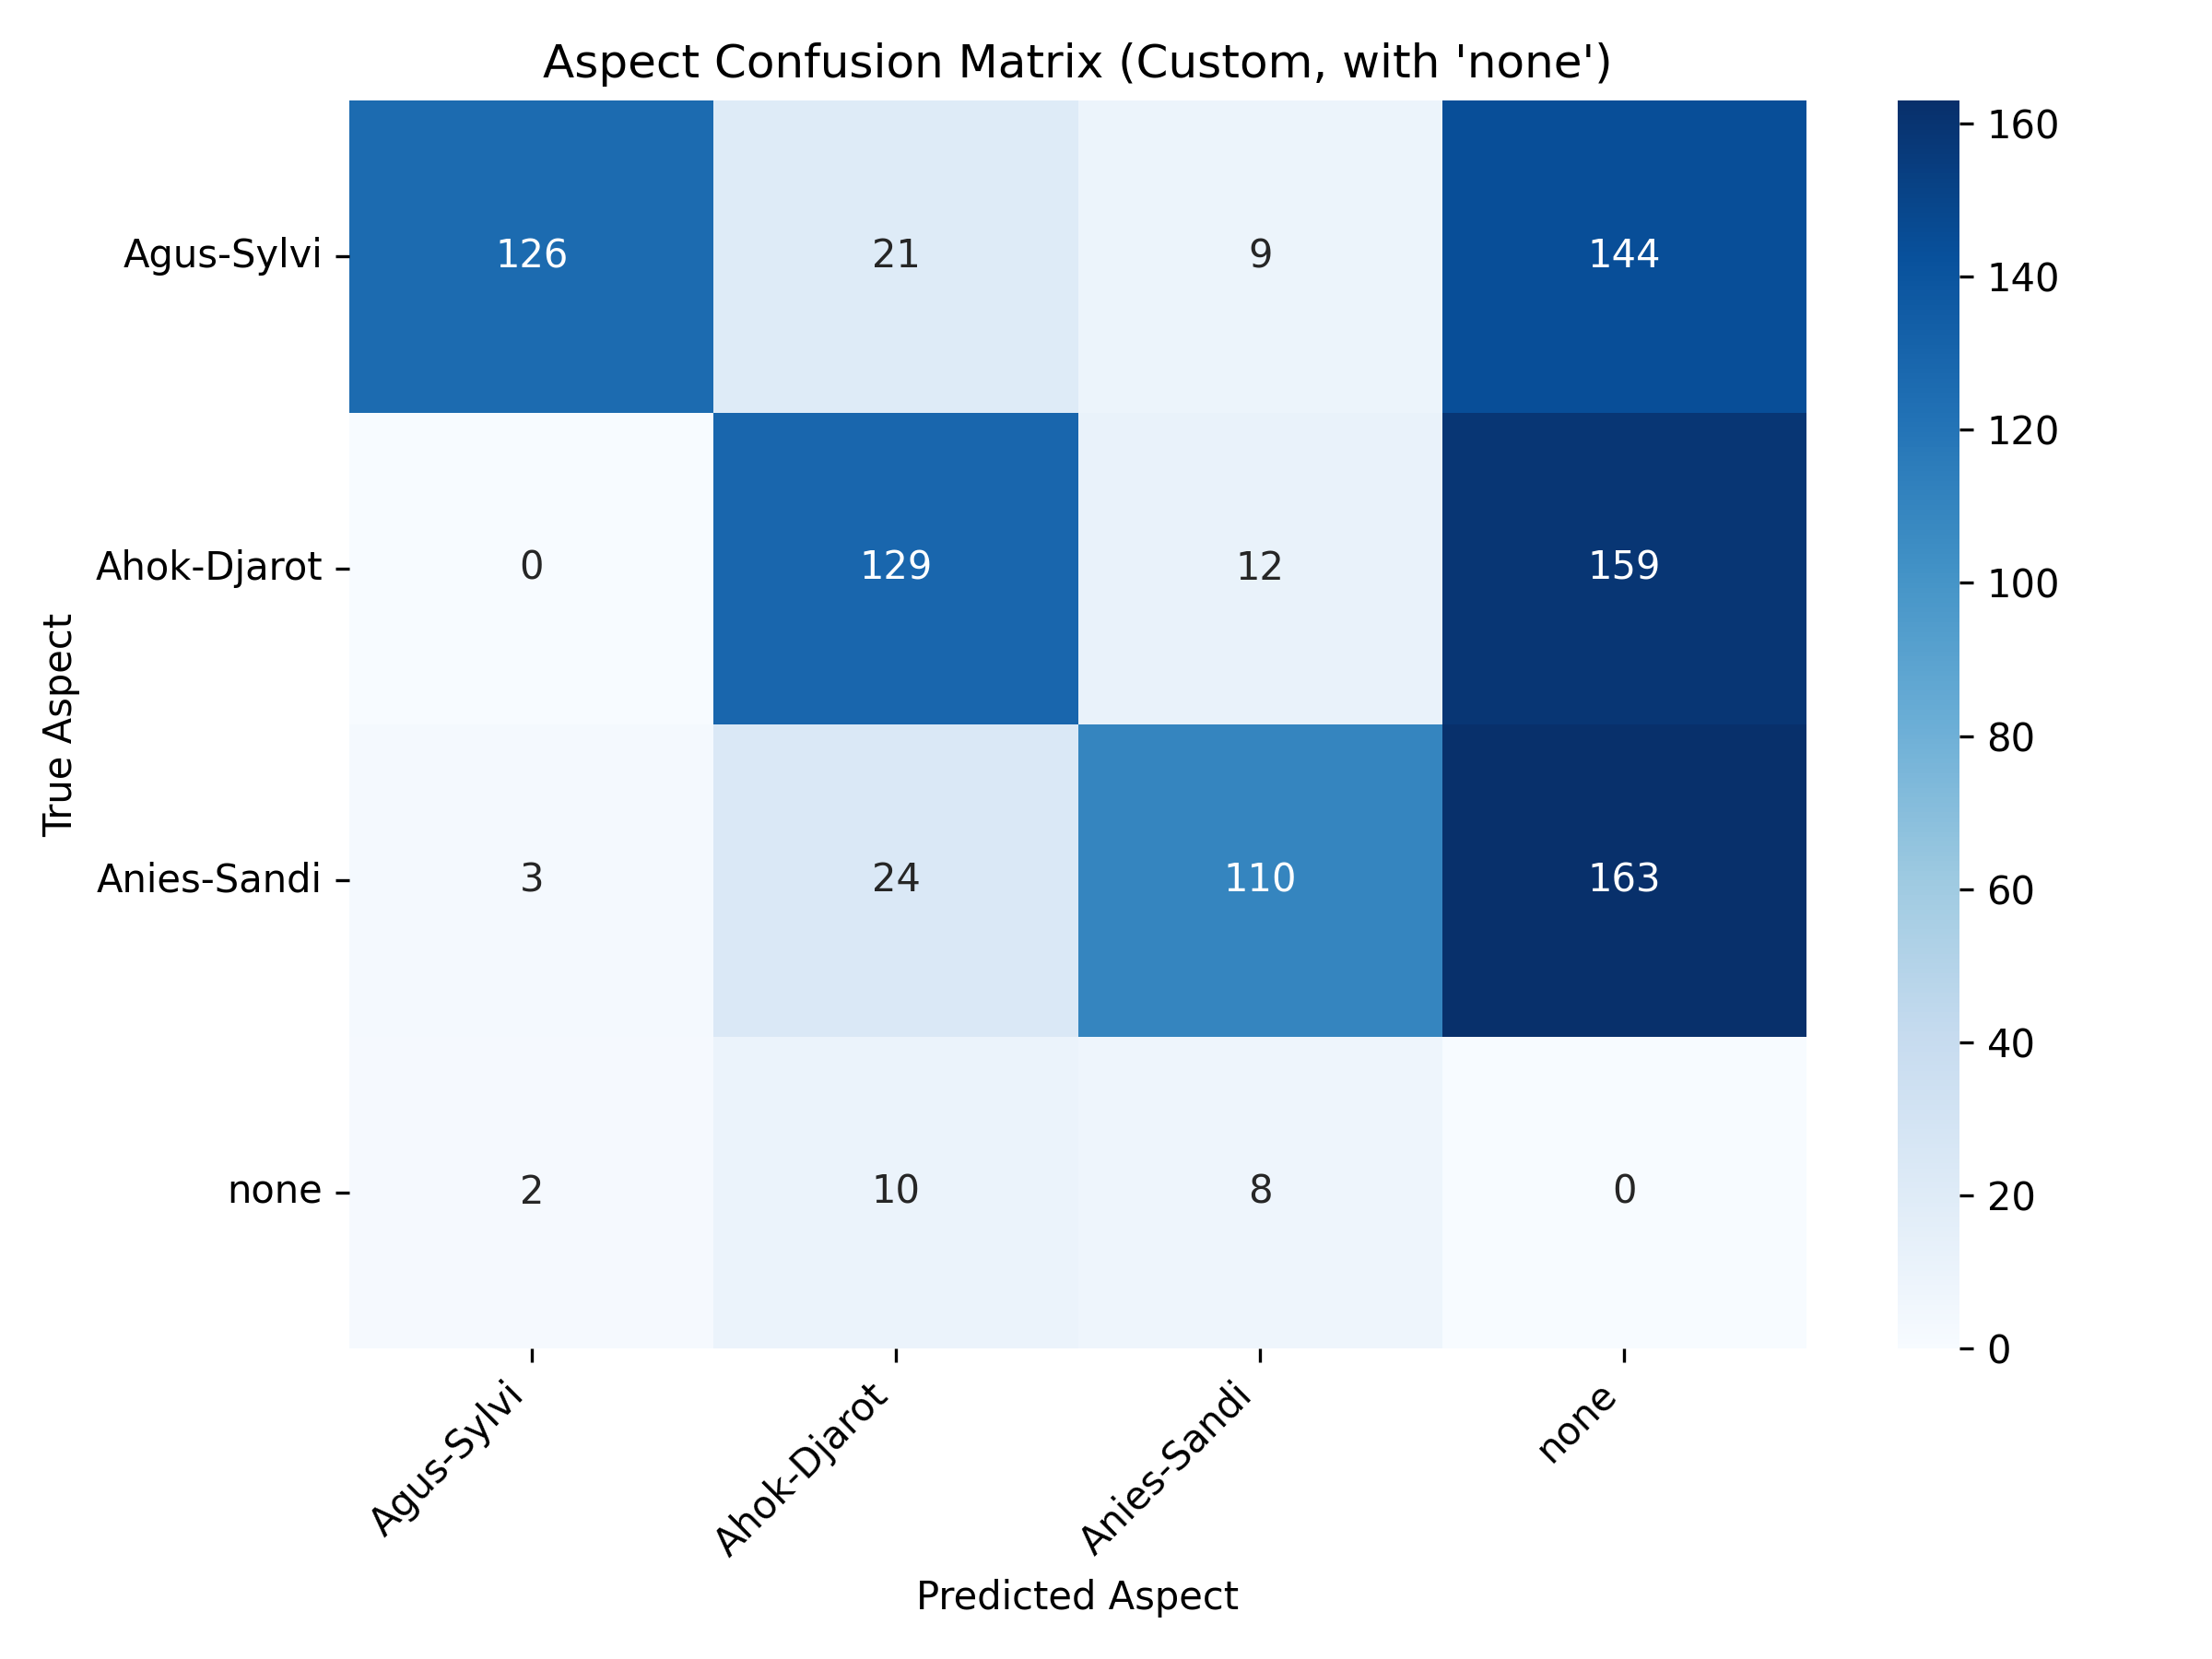 Aspect Confusion Matrix (Custom, with 'none')
True Aspect
Agus-Sylvi 126 21 9 144
Ahok-Djarot 0 129 12 159
Anies-Sandi 3 24 110 163
none 2 10 8 0
Agus-Sylvi Ahok-Djarot Anies-Sandi none
Predicted Aspect
160
140
120
100
80
60
40
20
0